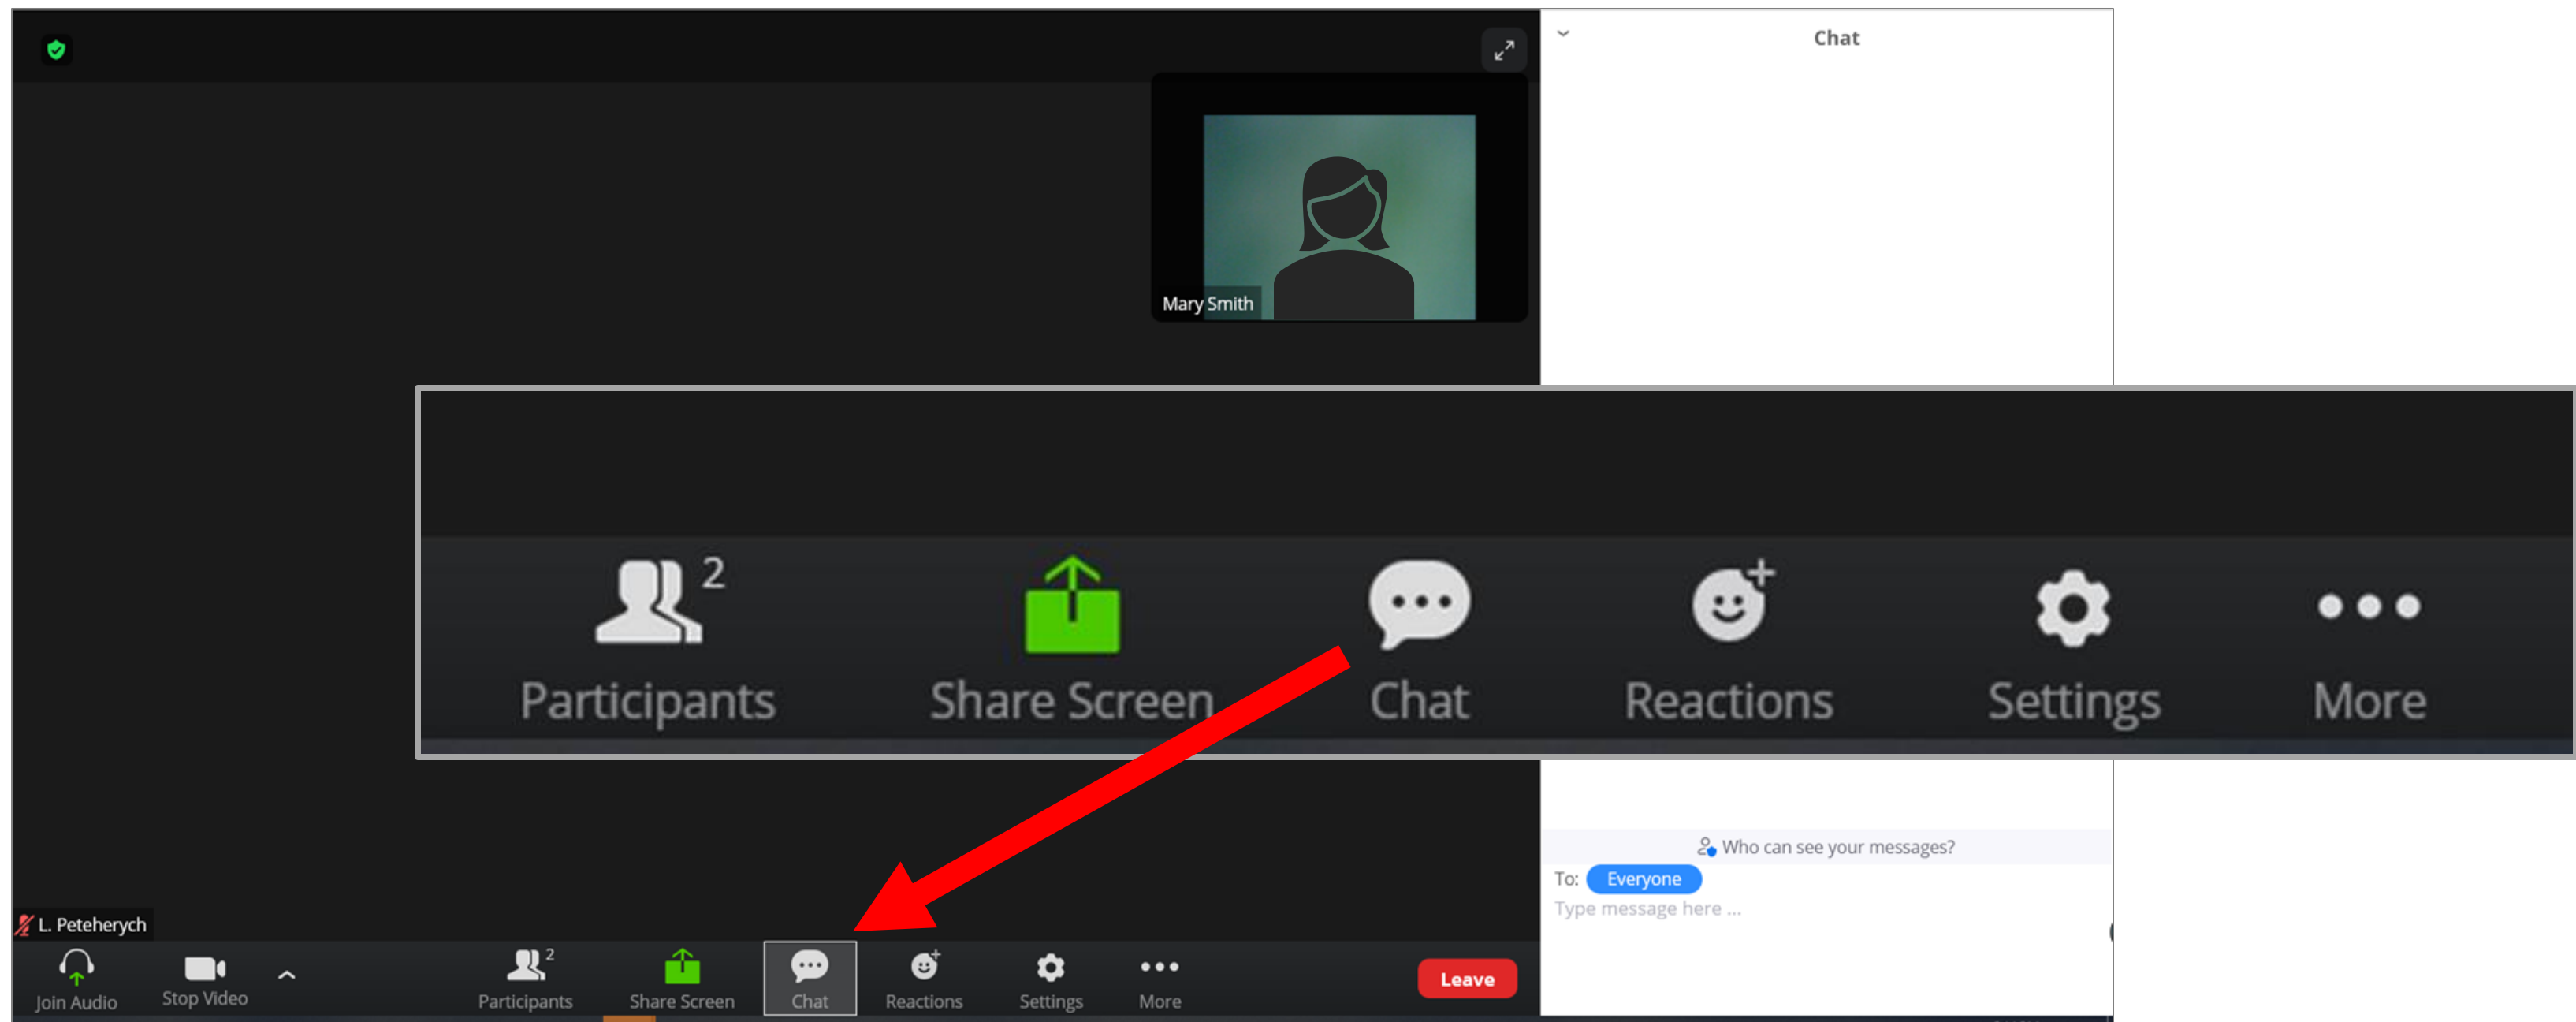 Chat
Mary Smith
2
Participants
Share Screen
Chat
Reactions
Settings
More
Who can see your messages?
To: Everyone
Type message here ...
L. Peteherych
Join Audio
Stop Video
2
Participants
Share Screen
Chat
Reactions
Settings
More
Leave